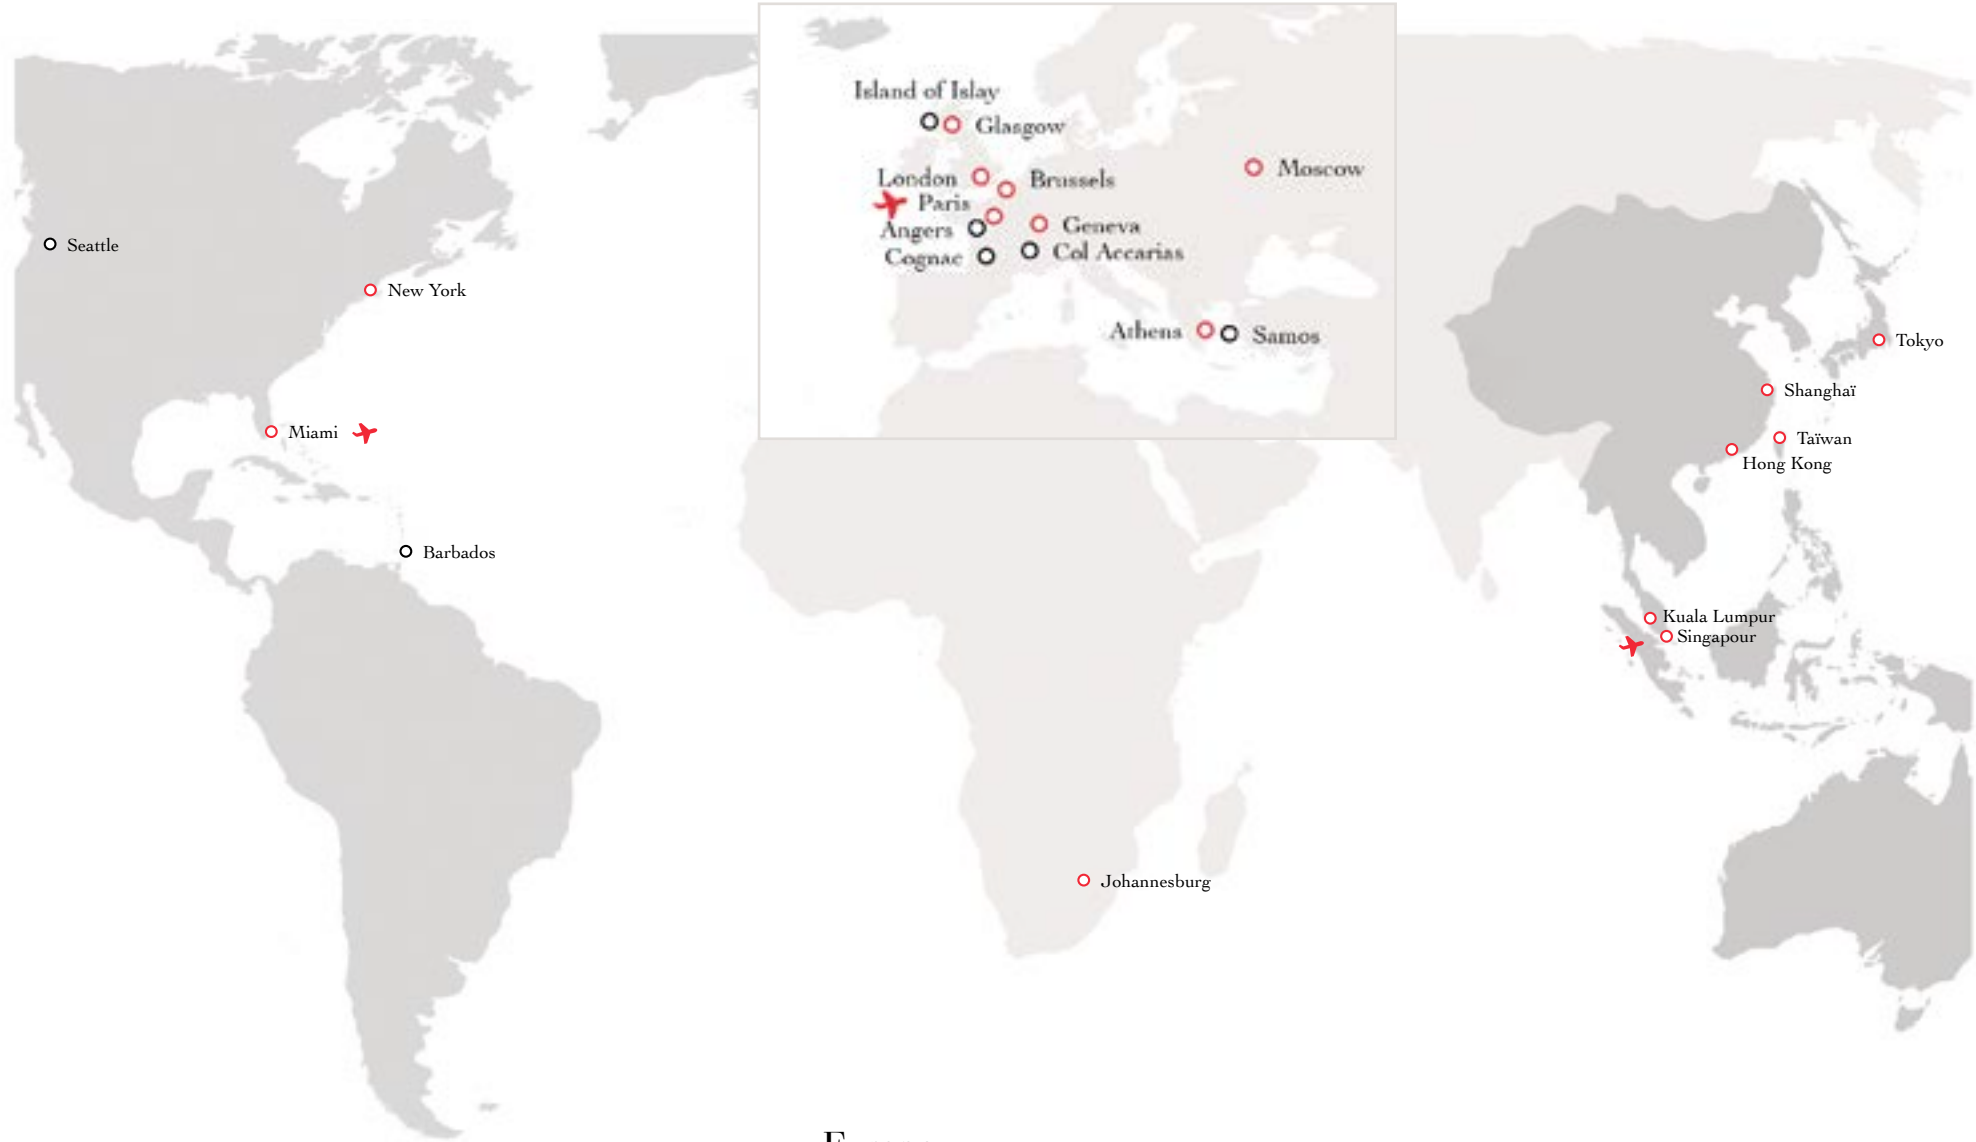 Island of Islay
Glasgow
London
Brussels
Moscow
Paris
Angers
Geneva
Cognac
Col Accarias
Seattle
New York
Athens
Samos
Tokyo
Shanghaï
Miami
Taïwan
Hong Kong
Barbados
Kuala Lumpur
Singapour
Johannesburg